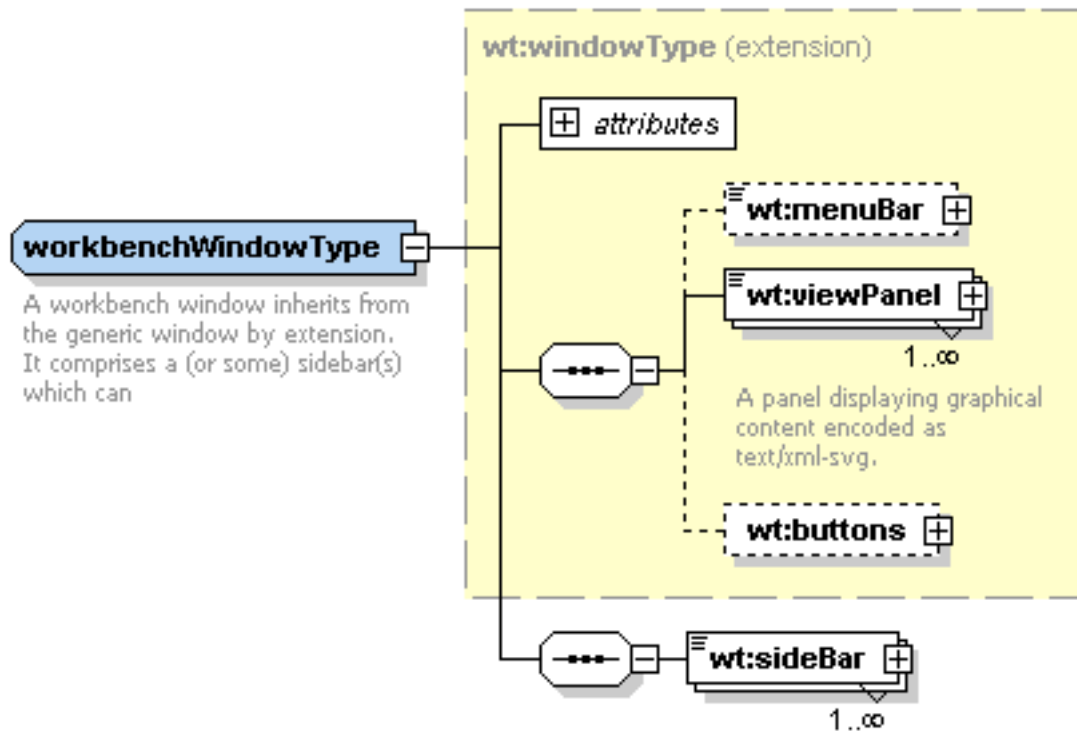 wt:windowType (extension)
attributes
wt:menuBar
workbenchWindowType
A workbench window inherits from
the generic window by extension.
It comprises a (or some) sidebar(s)
which can
wt:viewPanel
1..∞
A panel displaying graphical
content encoded as
text/xml-svg.
wt:buttons
wt:sideBar
1..∞